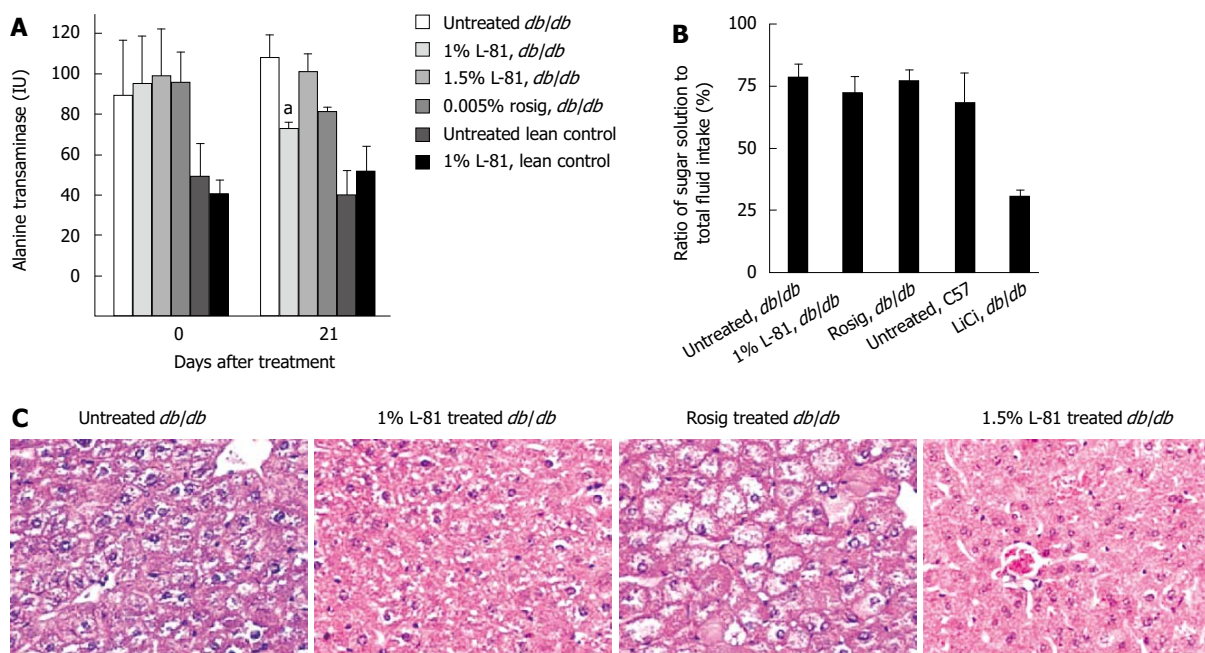 A
Alanine transaminase (IU)
120
100
80
60
40
20
0
a
0
21
Days after treatment
Untreated db/db
1% L-81, db/db
1.5% L-81, db/db
0.005% rosig, db/db
Untreated lean control
1% L-81, lean control
B
Ratio of sugar solution to
total fluid intake (%)
100
75
50
25
0
Untreated, db/db
1% L-81, db/db
Rosig, db/db
Untreated, C57
LiCi, db/db
C
Untreated db/db
1% L-81 treated db/db
Rosig treated db/db
1.5% L-81 treated db/db